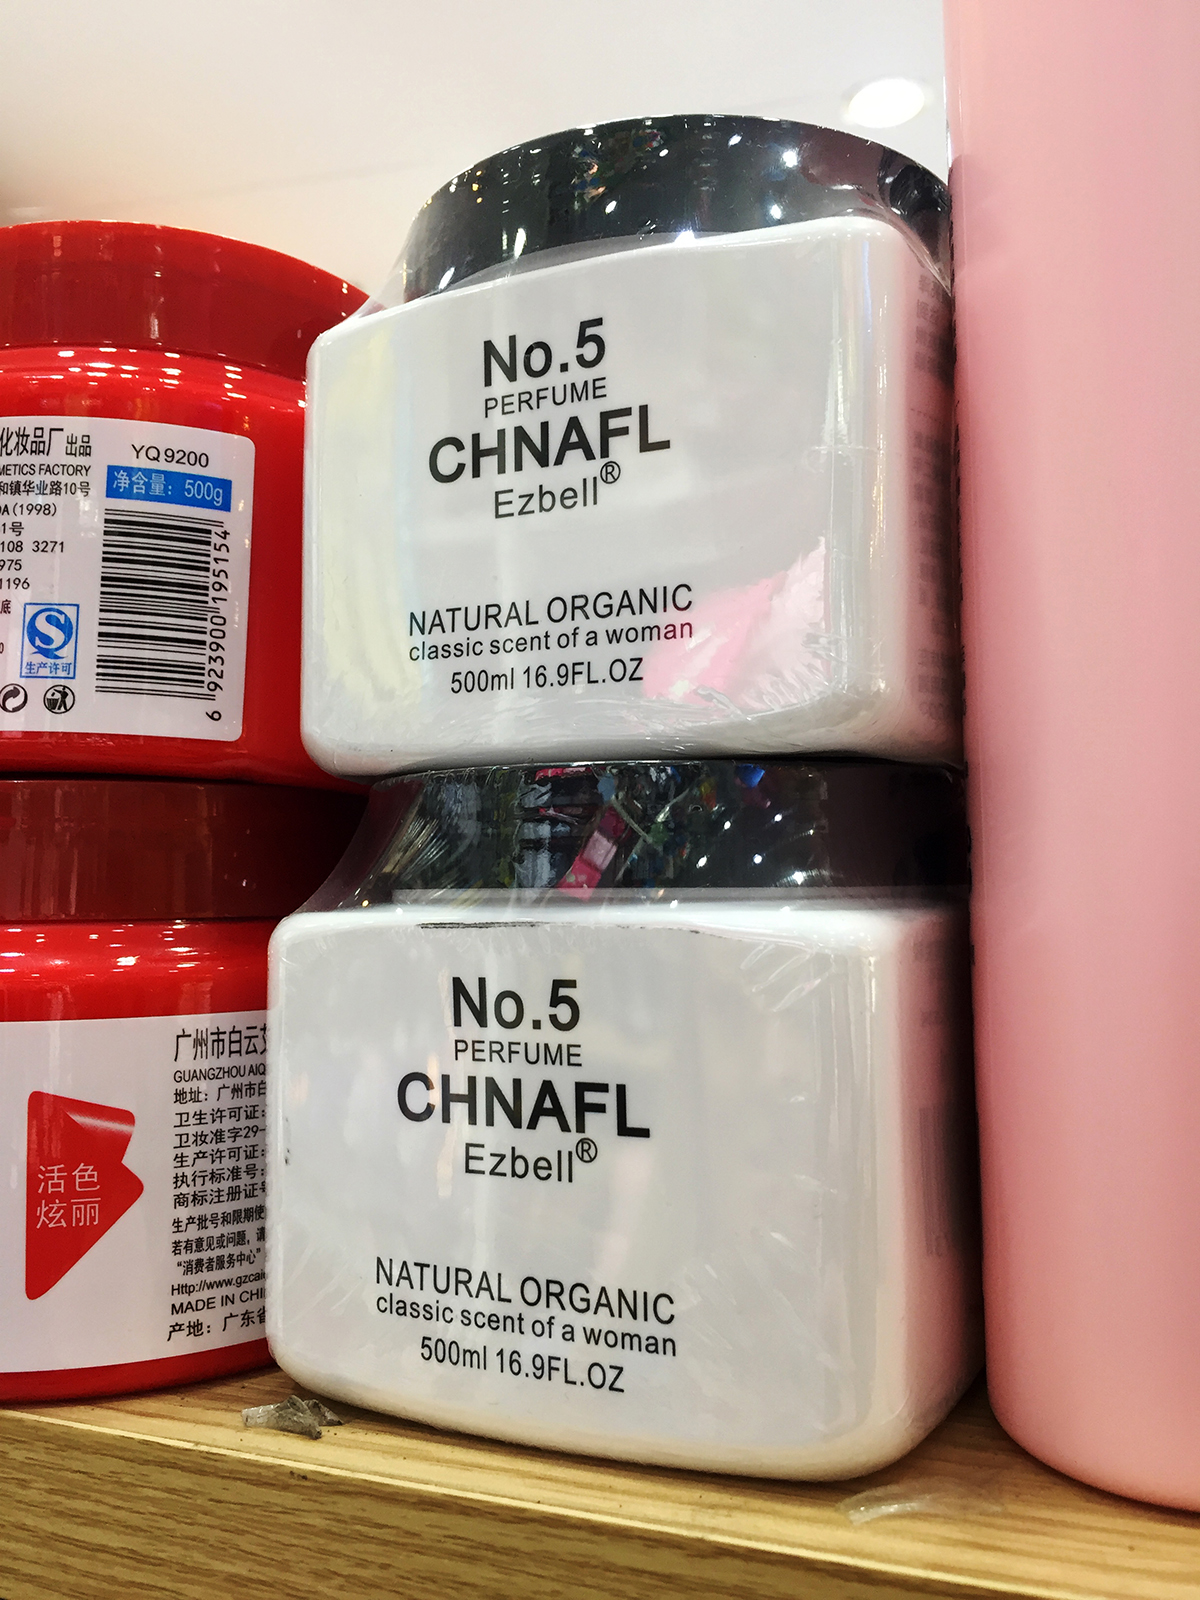 No.5
PERFUME
CHNAFL
Ezbell®
NATURAL ORGANIC
classic scent of a woman
500ml 16.9FL.OZ
No.5
PERFUME
CHNAFL
Ezbell®
NATURAL ORGANIC
classic scent of a woman
500ml 16.9FL.OZ
化妆品厂出品
METICS FACTORY
和镇华业路10号
(1998)
1号
108 3271
975
1196
底
YQ9200
净含量：500g
6 923900 195154
生产许可
活色
炫丽
广州市白云
GUANGZHOU AIQ
地址：广州市白
卫生许可证：
卫妆准字29-
生产许可证：
执行标准号：
商标注册证号
生产批号和限期使
若有意见或问题，请
“消费者服务中心”
Http://www.gzcai
MADE IN CHI
产地：广东省